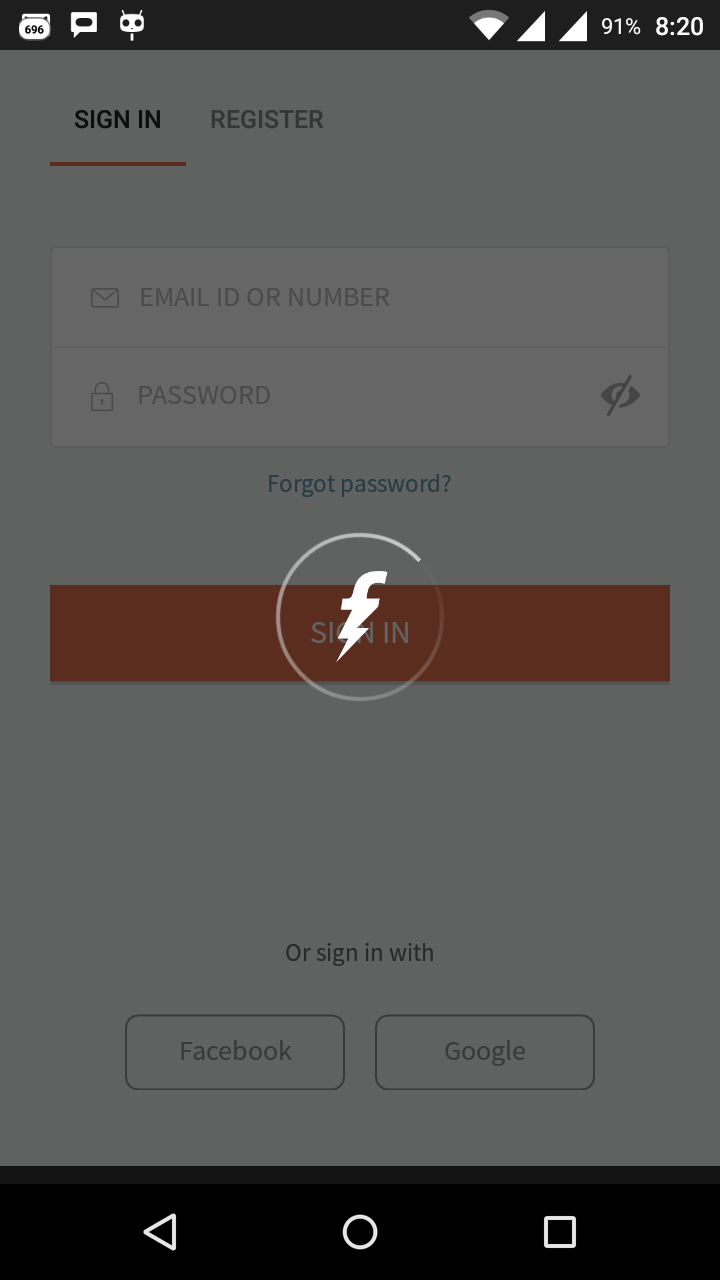 696 91% 8:20
SIGN IN REGISTER
EMAIL ID OR NUMBER
PASSWORD
Forgot password?
SIGN IN
Or sign in with
Facebook Google